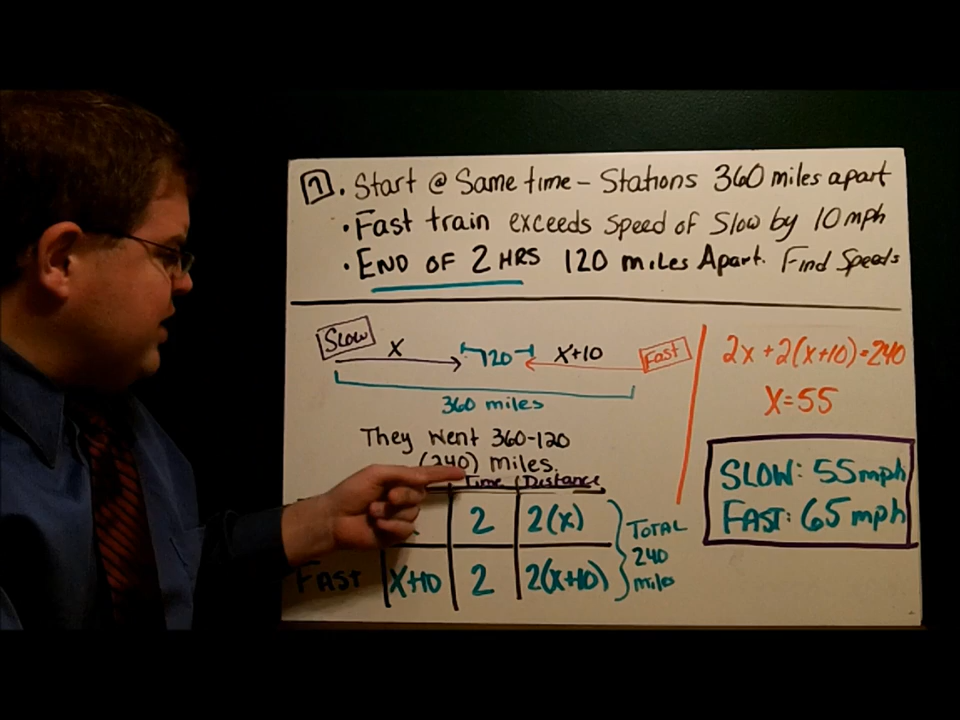 1. Start @ Same time - Stations 360 miles apart
• Fast train exceeds speed of Slow by 10 mph
• END OF 2 HRS 120 miles Apart. Find Speeds
Slow X 120 X+10 Fast
360 miles
They went 360-120
(240) miles.
Time Distance
2 2(x)
FAST X+10 2 2(x+10)
TOTAL
240
miles
2x + 2(x+10) = 240
X=55
SLOW: 55mph
FAST: 65 mph